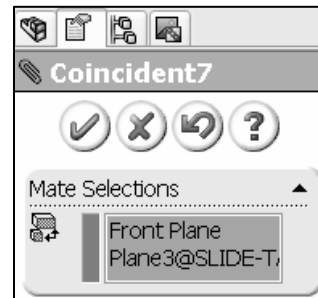 Coincident7
?
Mate Selections
Front Plane
Plane3@SLIDE-T